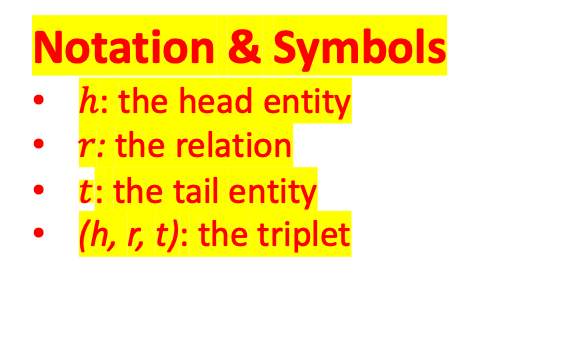 Notation & Symbols
• h: the head entity
• r: the relation
• t: the tail entity
• (h, r, t): the triplet